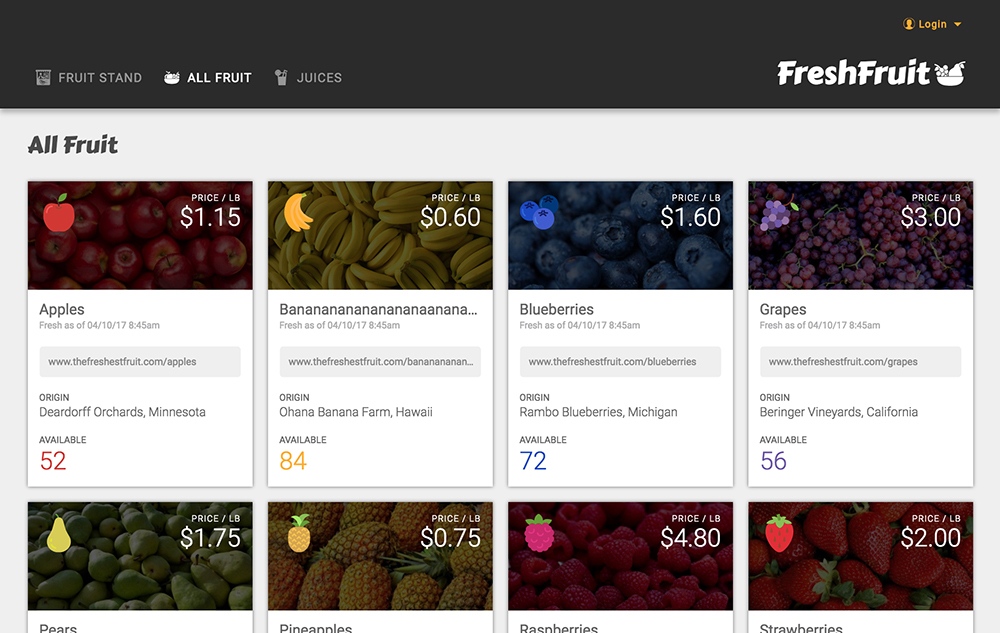 Login
FRUIT STAND
ALL FRUIT
JUICES
FreshFruit
All Fruit
PRICE / LB
$1.15
Apples
Fresh as of 04/10/17 8:45am
www.thefreshestfruit.com/apples
ORIGIN
Deardorff Orchards, Minnesota
AVAILABLE
52
PRICE / LB
$0.60
Banananananananaanana...
Fresh as of 04/10/17 8:45am
www.thefreshestfruit.com/bananananan...
ORIGIN
Ohana Banana Farm, Hawaii
AVAILABLE
84
PRICE / LB
$1.60
Blueberries
Fresh as of 04/10/17 8:45am
www.thefreshestfruit.com/blueberries
ORIGIN
Rambo Blueberries, Michigan
AVAILABLE
72
PRICE / LB
$3.00
Grapes
Fresh as of 04/10/17 8:45am
www.thefreshestfruit.com/grapes
ORIGIN
Beringer Vineyards, California
AVAILABLE
56
PRICE / LB
$1.75
Pears
PRICE / LB
$0.75
Pineapples
PRICE / LB
$4.80
Raspberries
PRICE / LB
$2.00
Strawberries